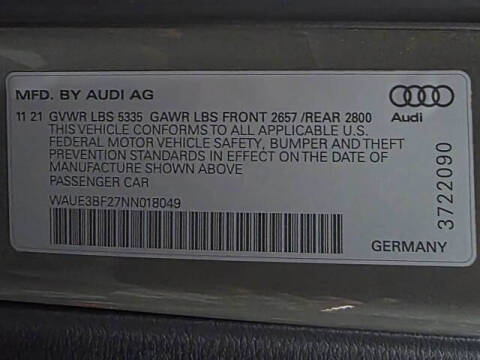 MFD. BY AUDI AG
11 21 GVWR LBS 5335 GAWR LBS FRONT 2657 /REAR 2800
THIS VEHICLE CONFORMS TO ALL APPLICABLE U.S.
FEDERAL MOTOR VEHICLE SAFETY, BUMPER AND THEFT
PREVENTION STANDARDS IN EFFECT ON THE DATE OF
MANUFACTURE SHOWN ABOVE
PASSENGER CAR
WAUE3BF27NN018049
Audi
3722090
GERMANY